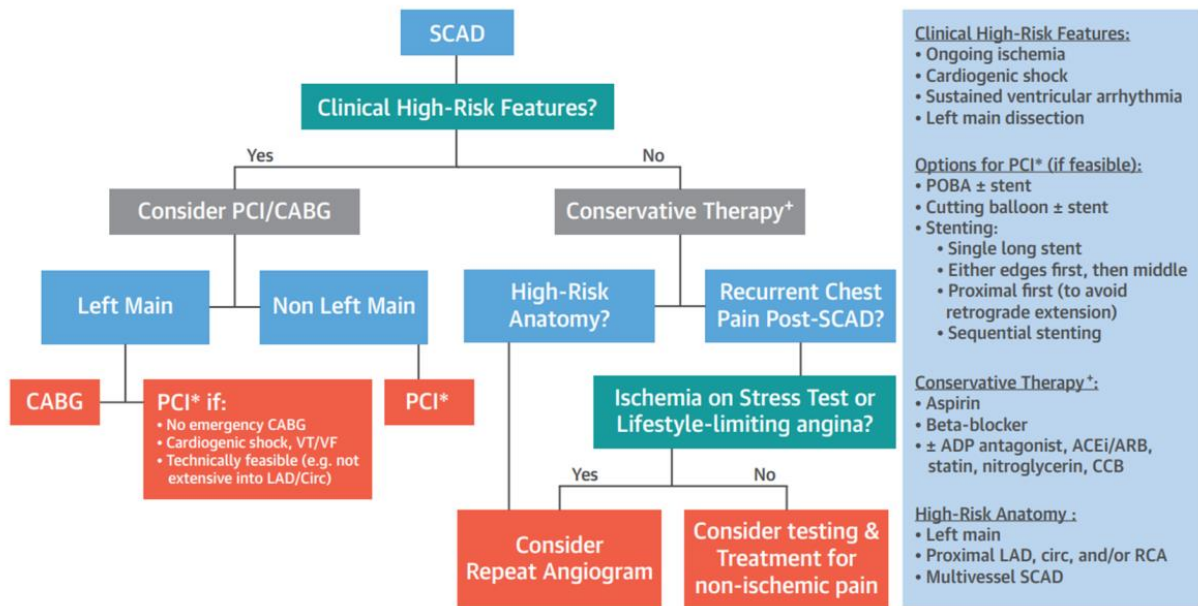 SCAD
Clinical High-Risk Features?
Yes
No
Consider PCI/CABG
Conservative Therapy+
Left Main
Non Left Main
High-Risk
Anatomy?
Recurrent Chest
Pain Post-SCAD?
CABG
PCI* if:
• No emergency CABG
• Cardiogenic shock, VT/VF
• Technically feasible (e.g. not
extensive into LAD/Circ)
PCI*
Ischemia on Stress Test or
Lifestyle-limiting angina?
Yes
No
Consider
Repeat Angiogram
Consider testing &
Treatment for
non-ischemic pain
Clinical High-Risk Features:
• Ongoing ischemia
• Cardiogenic shock
• Sustained ventricular arrhythmia
• Left main dissection
Options for PCI* (if feasible):
• POBA ± stent
• Cutting balloon ± stent
• Stenting:
• Single long stent
• Either edges first, then middle
• Proximal first (to avoid
retrograde extension)
• Sequential stenting
Conservative Therapy+:
• Aspirin
• Beta-blocker
• ± ADP antagonist, ACEi/ARB,
statin, nitroglycerin, CCB
High-Risk Anatomy :
• Left main
• Proximal LAD, circ, and/or RCA
• Multivessel SCAD